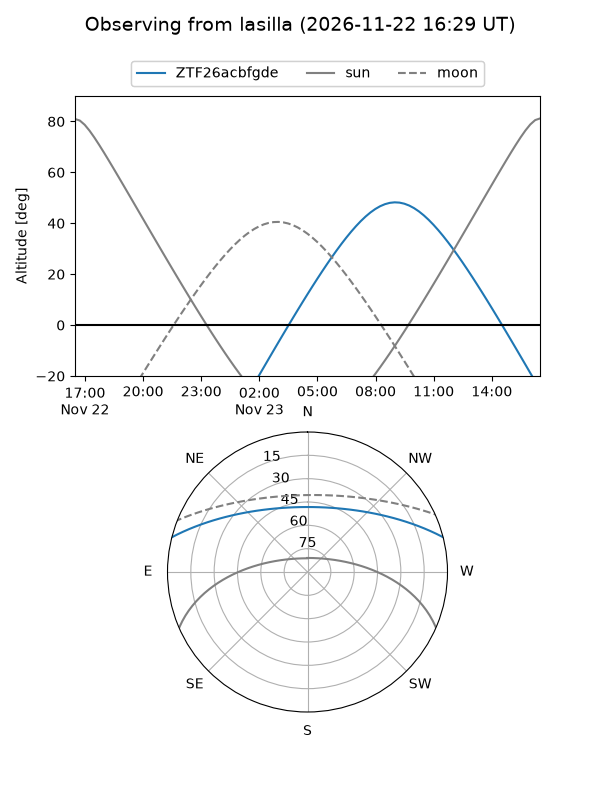 Observing from lasilla (2026-11-22 16:29 UT)
ZTF26acbfgde sun moon
Altitude [deg]
80
60
40
20
0
−20
17:00 20:00 23:00 02:00 05:00 08:00 11:00 14:00
Nov 22 Nov 23
N
NE NW
15
30
45
60
75
E W
SE SW
S